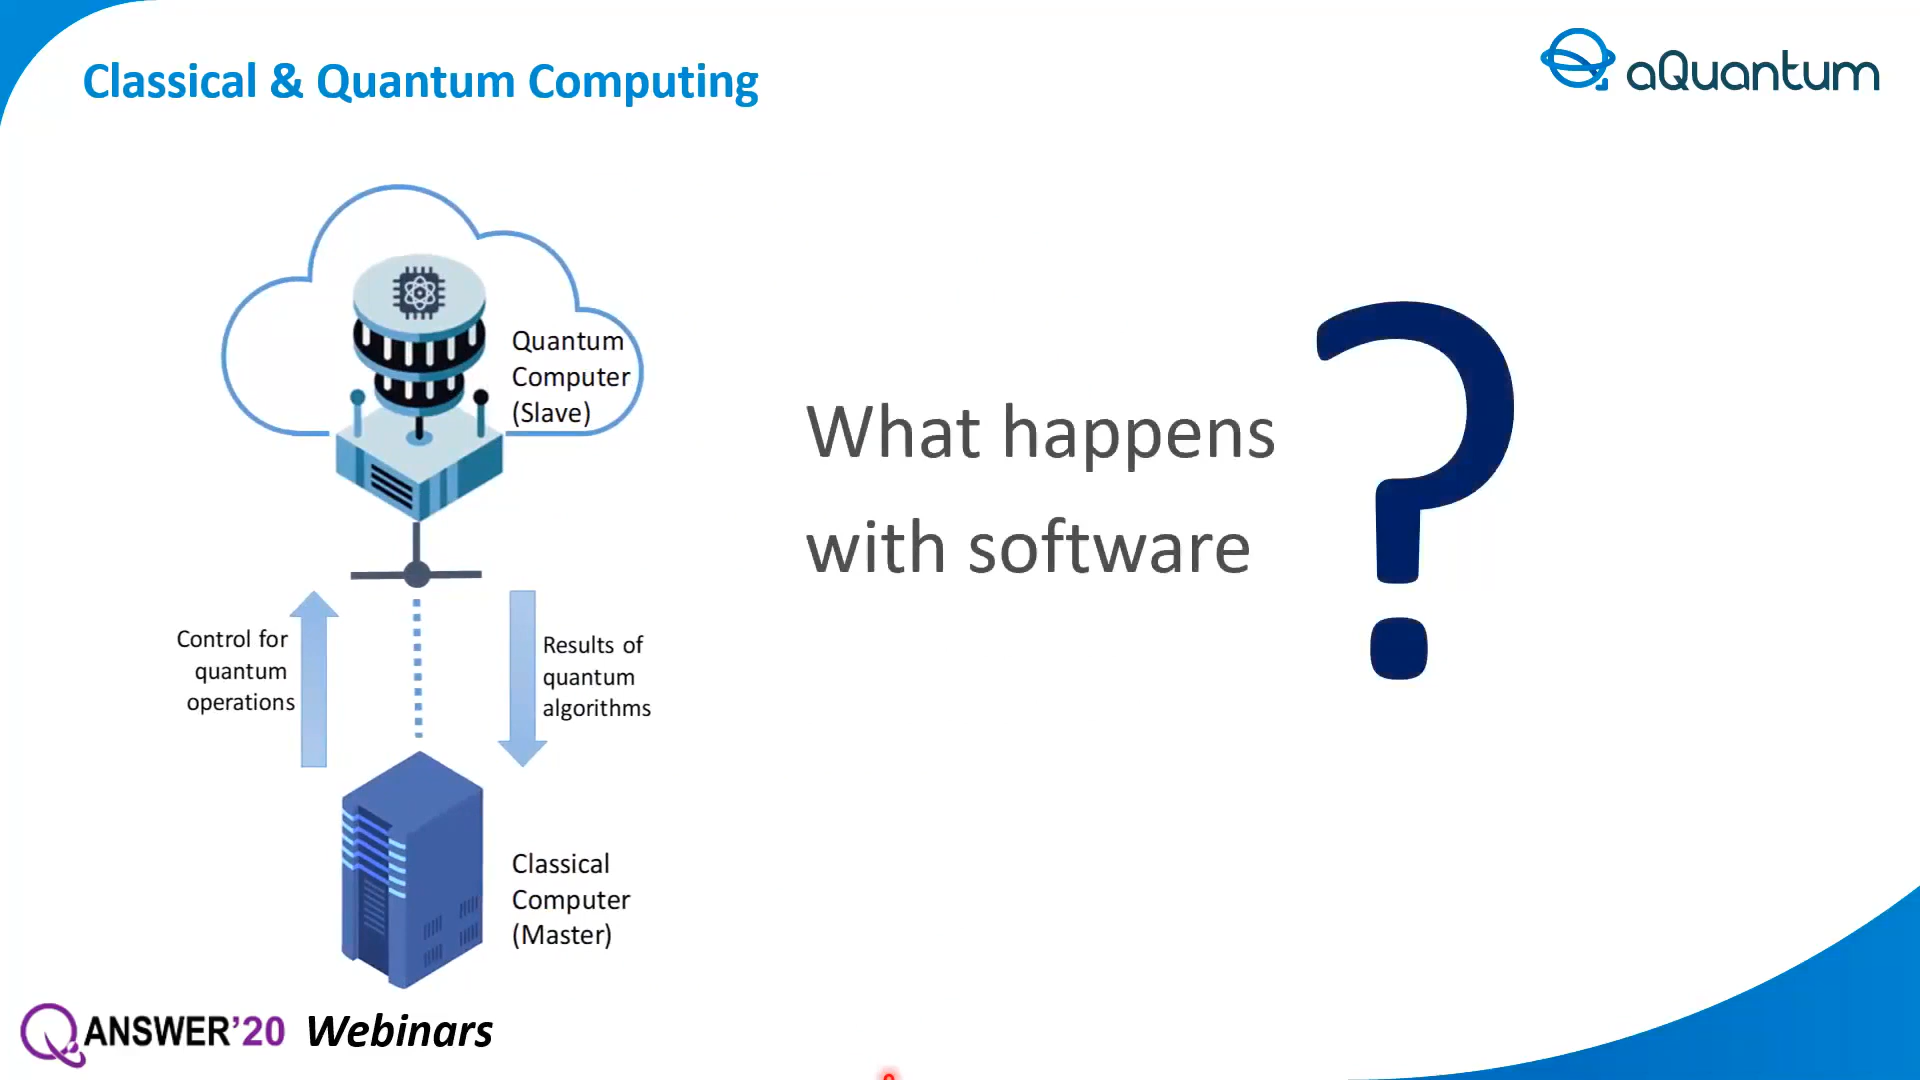 Classical & Quantum Computing
aQuantum
Quantum
Computer
(Slave)
What happens
with software
?
Control for
quantum
operations
Results of
quantum
algorithms
Classical
Computer
(Master)
QANSWER’20 Webinars